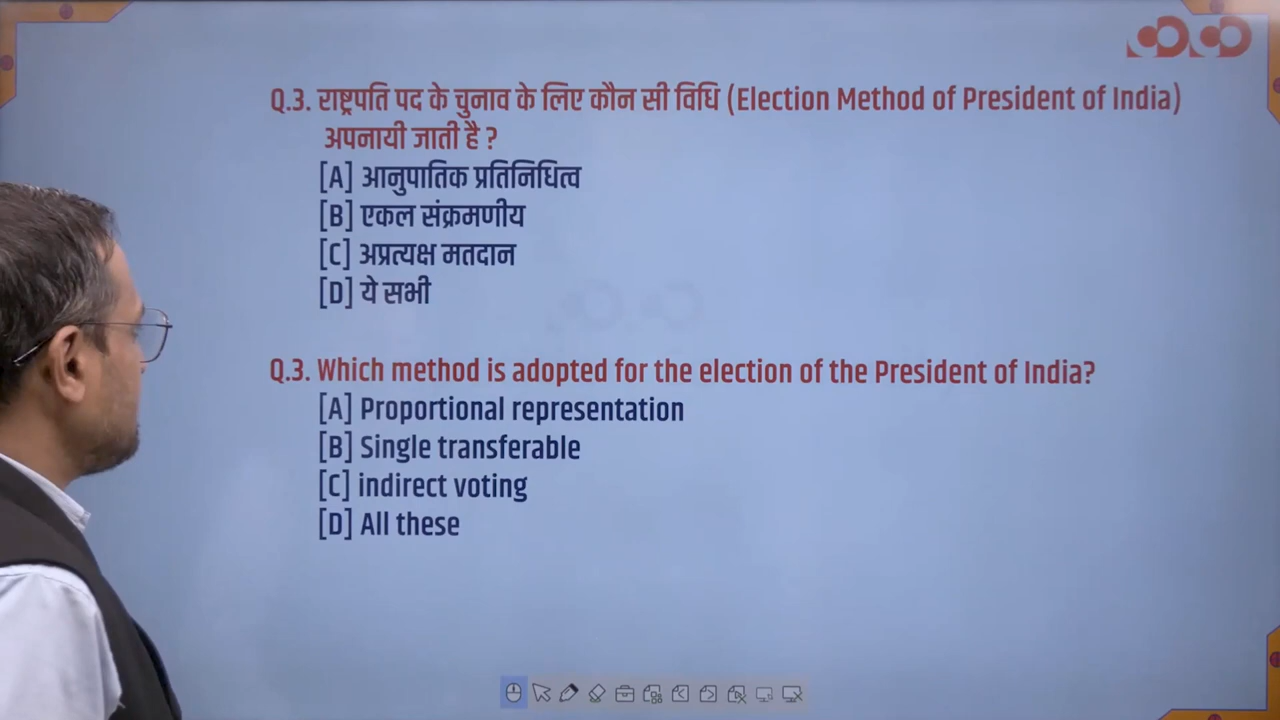 Q.3. राष्ट्रपति पद के चुनाव के लिए कौन सी विधि (Election Method of President of India)
अपनायी जाती है ?
[A] आनुपातिक प्रतिनिधित्व
[B] एकल संक्रमणीय
[C] अप्रत्यक्ष मतदान
[D] ये सभी
Q.3. Which method is adopted for the election of the President of India?
[A] Proportional representation
[B] Single transferable
[C] indirect voting
[D] All these